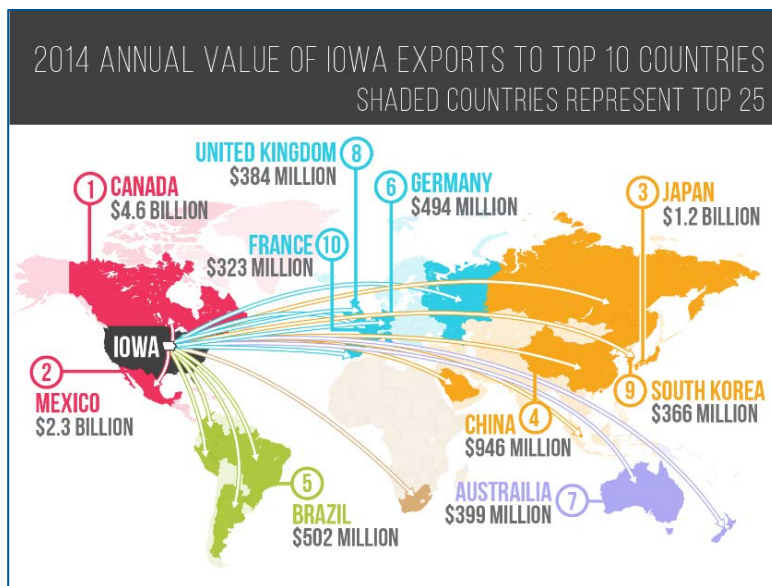 2014 ANNUAL VALUE OF IOWA EXPORTS TO TOP 10 COUNTRIES
SHADED COUNTRIES REPRESENT TOP 25
UNITED KINGDOM 8
$384 MILLION
1 CANADA
$4.6 BILLION
6 GERMANY
$494 MILLION
3 JAPAN
$1.2 BILLION
FRANCE 10
$323 MILLION
IOWA
2
MEXICO
$2.3 BILLION
9 SOUTH KOREA
$366 MILLION
CHINA 4
$946 MILLION
5
BRAZIL
$502 MILLION
AUSTRAILIA 7
$399 MILLION